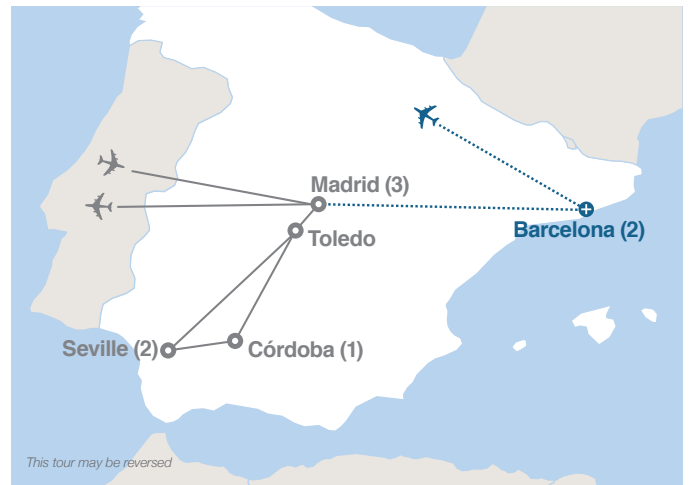 Madrid (3)
Barcelona (2)
Toledo
Seville (2)
Córdoba (1)
This tour may be reversed